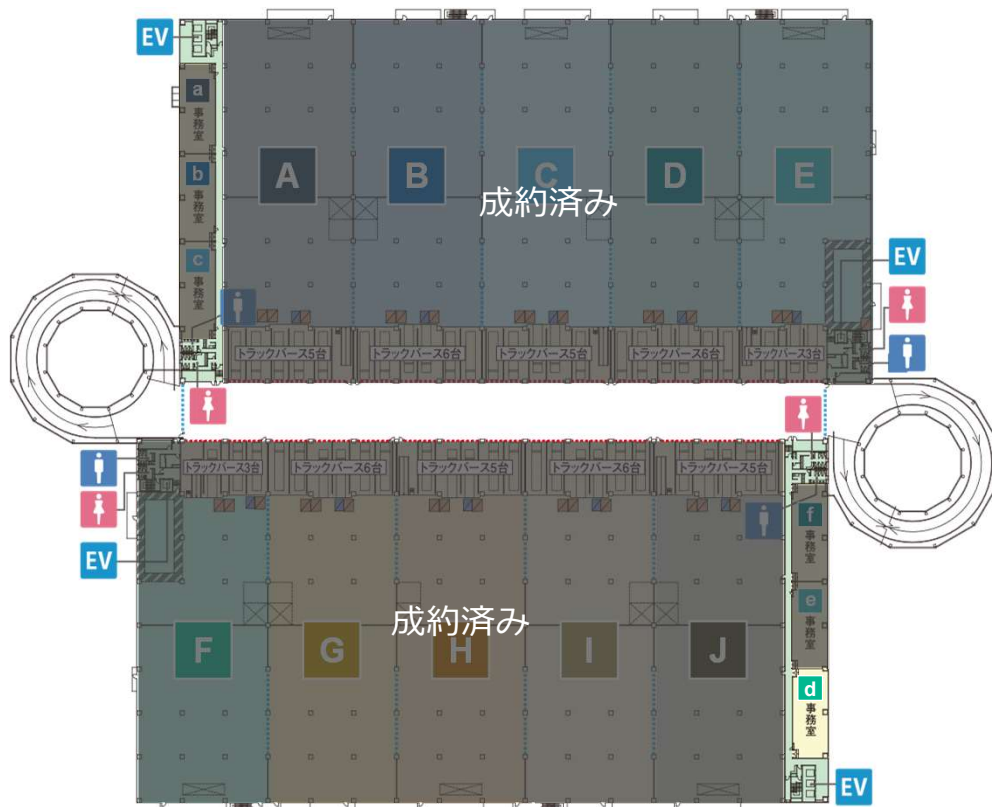 EV
a
事務室
b
事務室
c
事務室
A
B
C
D
E
成約済み
EV
トラックバース5台
トラックバース6台
トラックバース5台
トラックバース6台
トラックバース3台
トラックバース3台
トラックバース6台
トラックバース5台
トラックバース6台
トラックバース5台
EV
f
事務室
e
事務室
成約済み
F
G
H
I
J
d
事務室
EV